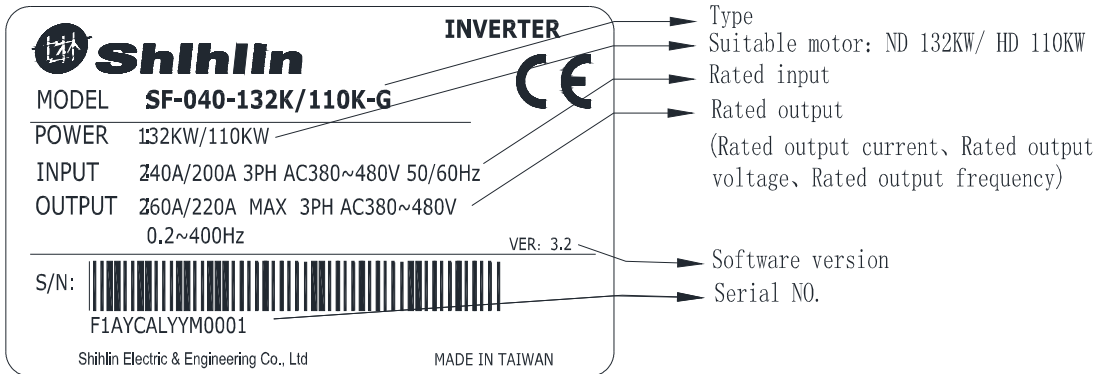 INVERTER
Shihlin
MODEL SF-040-132K/110K-G
POWER : 132KW/110KW
INPUT : 240A/200A 3PH AC380~480V 50/60Hz
OUTPUT : 260A/220A MAX 3PH AC380~480V
0.2~400Hz
VER: 3.2
S/N:
F1AYCALYYM0001
Shihlin Electric & Engineering Co., Ltd MADE IN TAIWAN
CE
Type
Suitable motor: ND 132KW/ HD 110KW
Rated input
Rated output
(Rated output current、Rated output
voltage、Rated output frequency)
Software version
Serial NO.